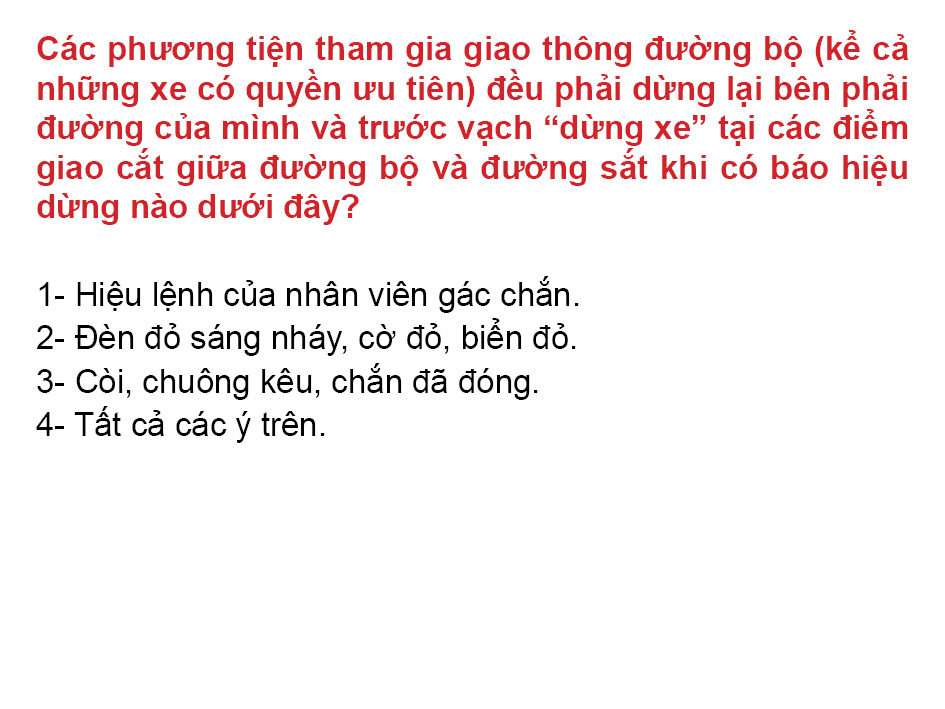 Các phương tiện tham gia giao thông đường bộ (kể cả
những xe có quyền ưu tiên) đều phải dừng lại bên phải
đường của mình và trước vạch “dừng xe” tại các điểm
giao cắt giữa đường bộ và đường sắt khi có báo hiệu
dừng nào dưới đây?
1- Hiệu lệnh của nhân viên gác chắn.
2- Đèn đỏ sáng nháy, cờ đỏ, biển đỏ.
3- Còi, chuông kêu, chắn đã đóng.
4- Tất cả các ý trên.